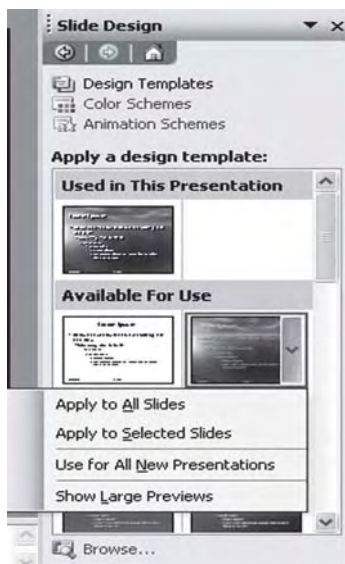 Slide Design
Design Templates
Color Schemes
Animation Schemes
Apply a design template:
Used in This Presentation
Available For Use
Apply to All Slides
Apply to Selected Slides
Use for All New Presentations
Show Large Previews
Browse...